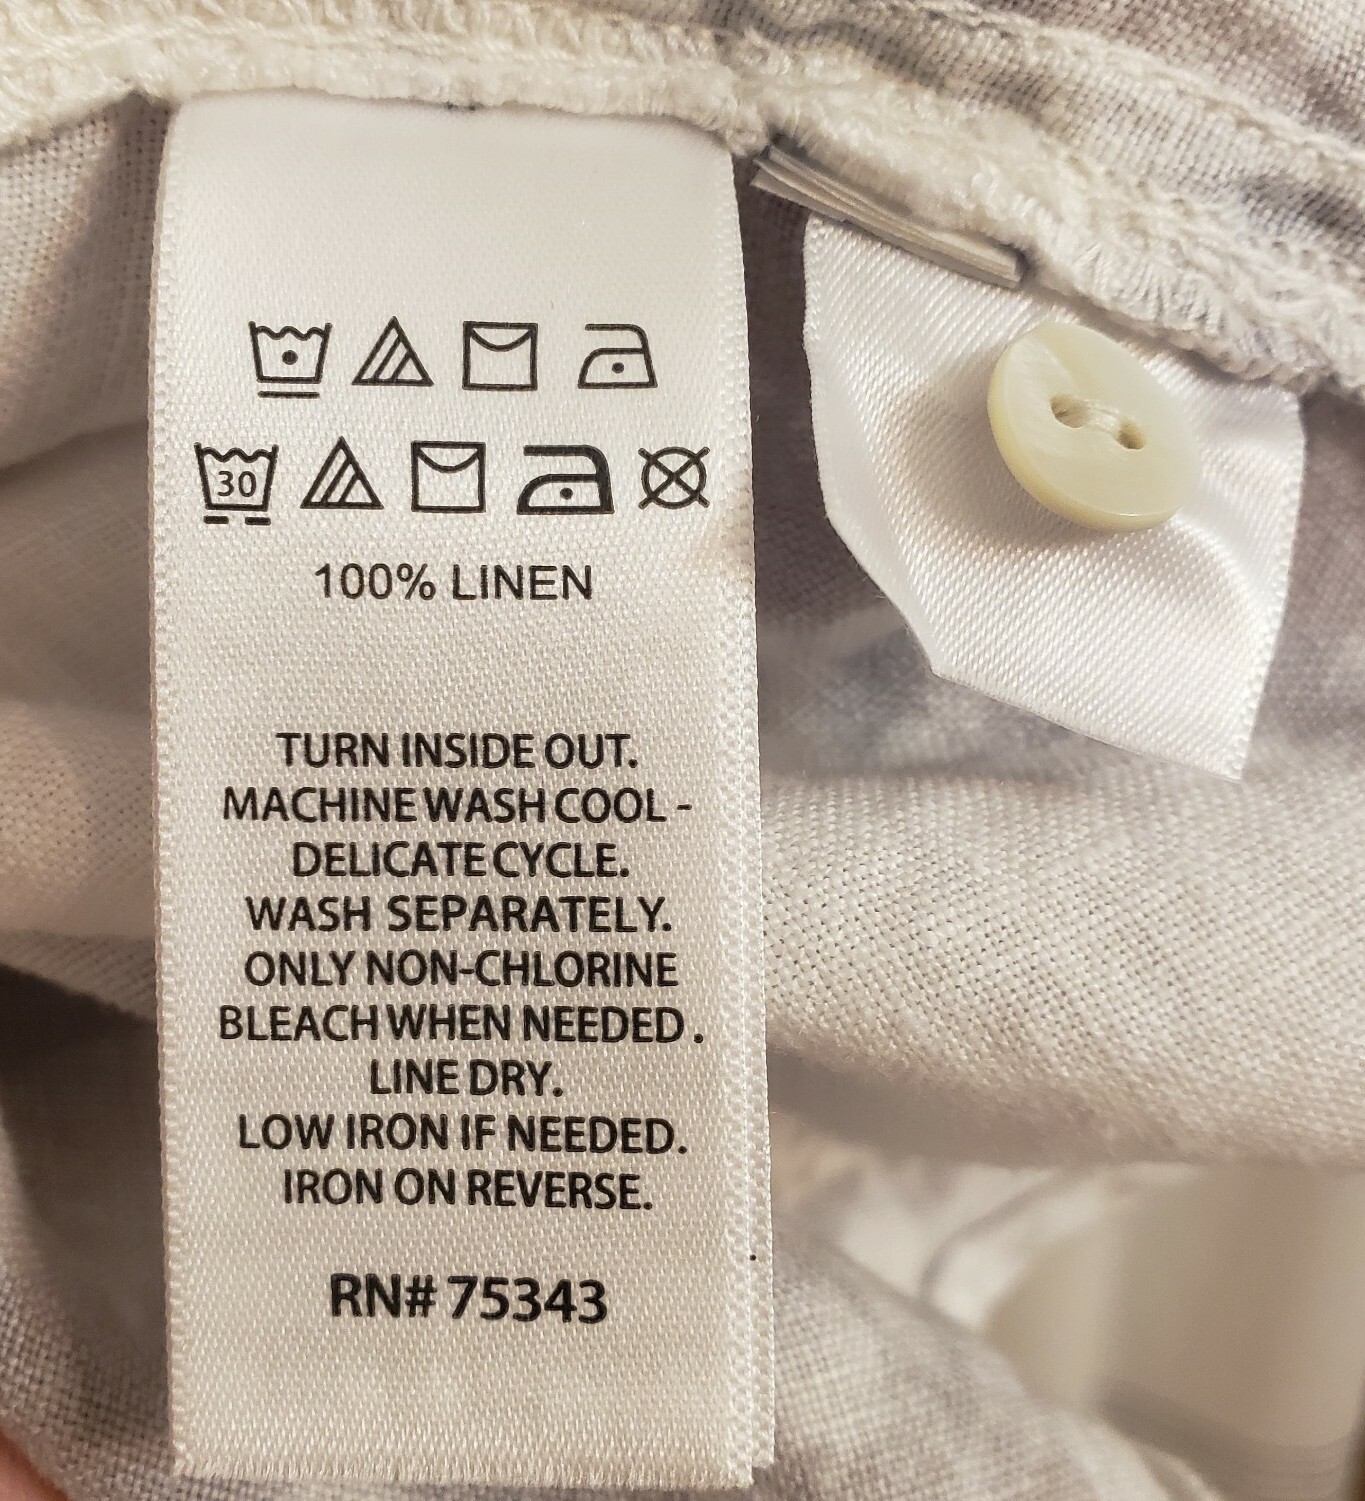 30
100% LINEN
TURN INSIDE OUT.
MACHINE WASH COOL -
DELICATE CYCLE.
WASH SEPARATELY.
ONLY NON-CHLORINE
BLEACH WHEN NEEDED .
LINE DRY.
LOW IRON IF NEEDED.
IRON ON REVERSE.
RN# 75343